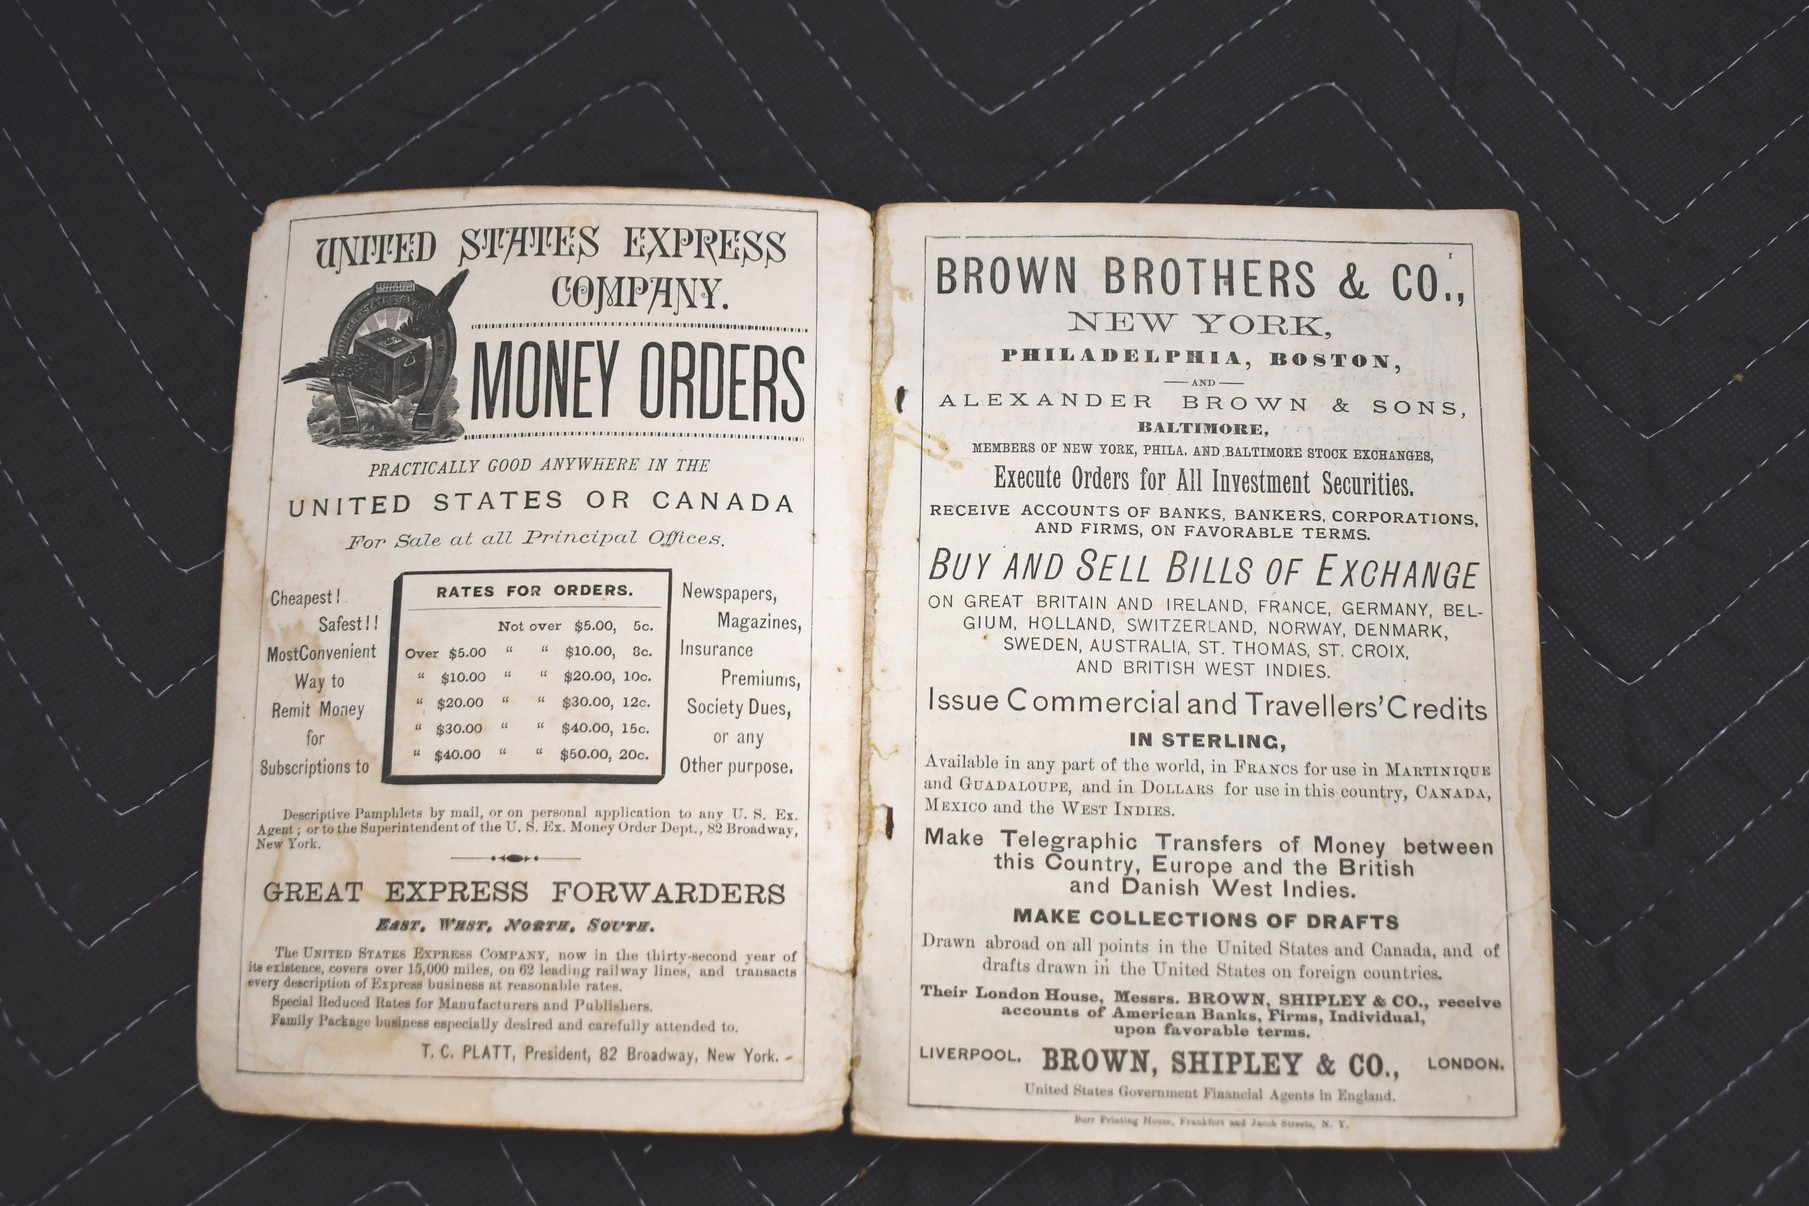 UNITED STATES EXPRESS
COMPANY.
MONEY ORDERS
PRACTICALLY GOOD ANYWHERE IN THE
UNITED STATES OR CANADA
For Sale at all Principal Offices.
Cheapest!
Safest!!
Most Convenient
Way to
Remit Money
for
Subscriptions to
RATES FOR ORDERS.
Not over $5.00, 5c.
Over $5.00 “ “ $10.00, 8c.
“ $10.00 “ “ $20.00, 10c.
“ $20.00 “ “ $30.00, 12c.
“ $30.00 “ “ $40.00, 15c.
“ $40.00 “ “ $50.00, 20c.
Newspapers,
Magazines,
Insurance
Premiums,
Society Dues,
or any
Other purpose.
Descriptive Pamphlets by mail, or on personal application to any U. S. Ex.
Agent; or to the Superintendent of the U. S. Ex. Money Order Dept., 82 Broadway,
New York.
GREAT EXPRESS FORWARDERS
EAST, WEST, NORTH, SOUTH.
The UNITED STATES EXPRESS COMPANY, now in the thirty-second year of
its existence, covers over 15,000 miles, on 62 leading railway lines, and transacts
every description of Express business at reasonable rates.
Special Reduced Rates for Manufacturers and Publishers.
Family Package business especially desired and carefully attended to.
T. C. PLATT, President, 82 Broadway, New York.
BROWN BROTHERS & CO.,
NEW YORK,
PHILADELPHIA, BOSTON,
AND
ALEXANDER BROWN & SONS,
BALTIMORE,
MEMBERS OF NEW YORK, PHILA. AND BALTIMORE STOCK EXCHANGES,
Execute Orders for All Investment Securities.
RECEIVE ACCOUNTS OF BANKS, BANKERS, CORPORATIONS,
AND FIRMS, ON FAVORABLE TERMS.
BUY AND SELL BILLS OF EXCHANGE
ON GREAT BRITAIN AND IRELAND, FRANCE, GERMANY, BEL-
GIUM, HOLLAND, SWITZERLAND, NORWAY, DENMARK,
SWEDEN, AUSTRALIA, ST. THOMAS, ST. CROIX,
AND BRITISH WEST INDIES.
Issue Commercial and Travellers' Credits
IN STERLING,
Available in any part of the world, in FRANCS for use in MARTINIQUE
and GUADALOUPE, and in DOLLARS for use in this country, CANADA,
MEXICO and the WEST INDIES.
Make Telegraphic Transfers of Money between
this Country, Europe and the British
and Danish West Indies.
MAKE COLLECTIONS OF DRAFTS
Drawn abroad on all points in the United States and Canada, and of
drafts drawn in the United States on foreign countries.
Their London House, Messrs. BROWN, SHIPLEY & CO., receive
accounts of American Banks, Firms, Individual,
upon favorable terms.
LIVERPOOL. BROWN, SHIPLEY & CO., LONDON.
United States Government Financial Agents in England.
Burr Printing House, Frankfort and Jacob Streets, N. Y.